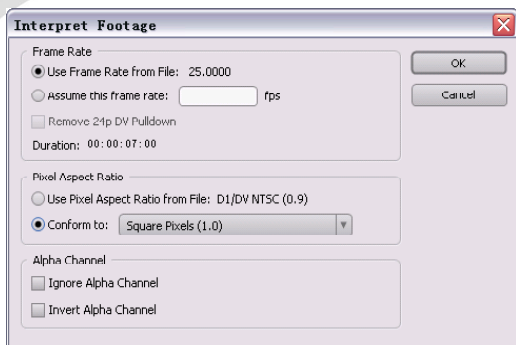 Interpret Footage
Frame Rate
Use Frame Rate from File: 25.0000
Assume this frame rate: fps
Remove 24p DV Pulldown
Duration: 00:00:07:00
Pixel Aspect Ratio
Use Pixel Aspect Ratio from File: D1/DV NTSC (0.9)
Conform to: Square Pixels (1.0)
Alpha Channel
Ignore Alpha Channel
Invert Alpha Channel
OK
Cancel